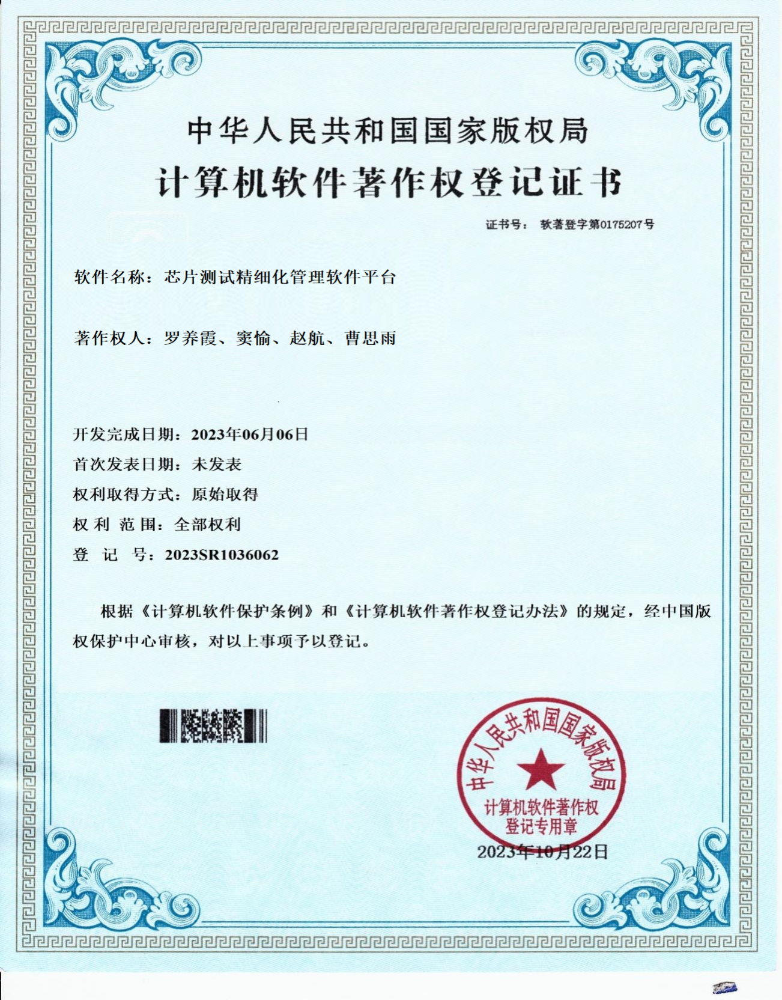 中华人民共和国国家版权局
计算机软件著作权登记证书
证书号： 软著登字第0175207号
软件名称：芯片测试精细化管理软件平台
著作权人：罗养霞、窦愉、赵航、曹思雨
开发完成日期：2023年06月06日
首次发表日期：未发表
权利取得方式：原始取得
权 利 范 围：全部权利
登 记 号：2023SR1036062
根据《计算机软件保护条例》和《计算机软件著作权登记办法》的规定，经中国版
权保护中心审核，对以上事项予以登记。
中华人民共和国国家版权局
计算机软件著作权
登记专用章
2023年10月22日